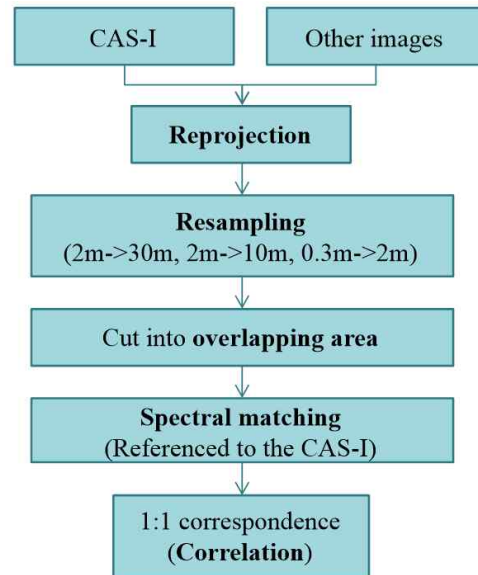 CAS-I
Other images
Reprojection
Resampling
(2m->30m, 2m->10m, 0.3m->2m)
Cut into overlapping area
Spectral matching
(Referenced to the CAS-I)
1:1 correspondence
(Correlation)